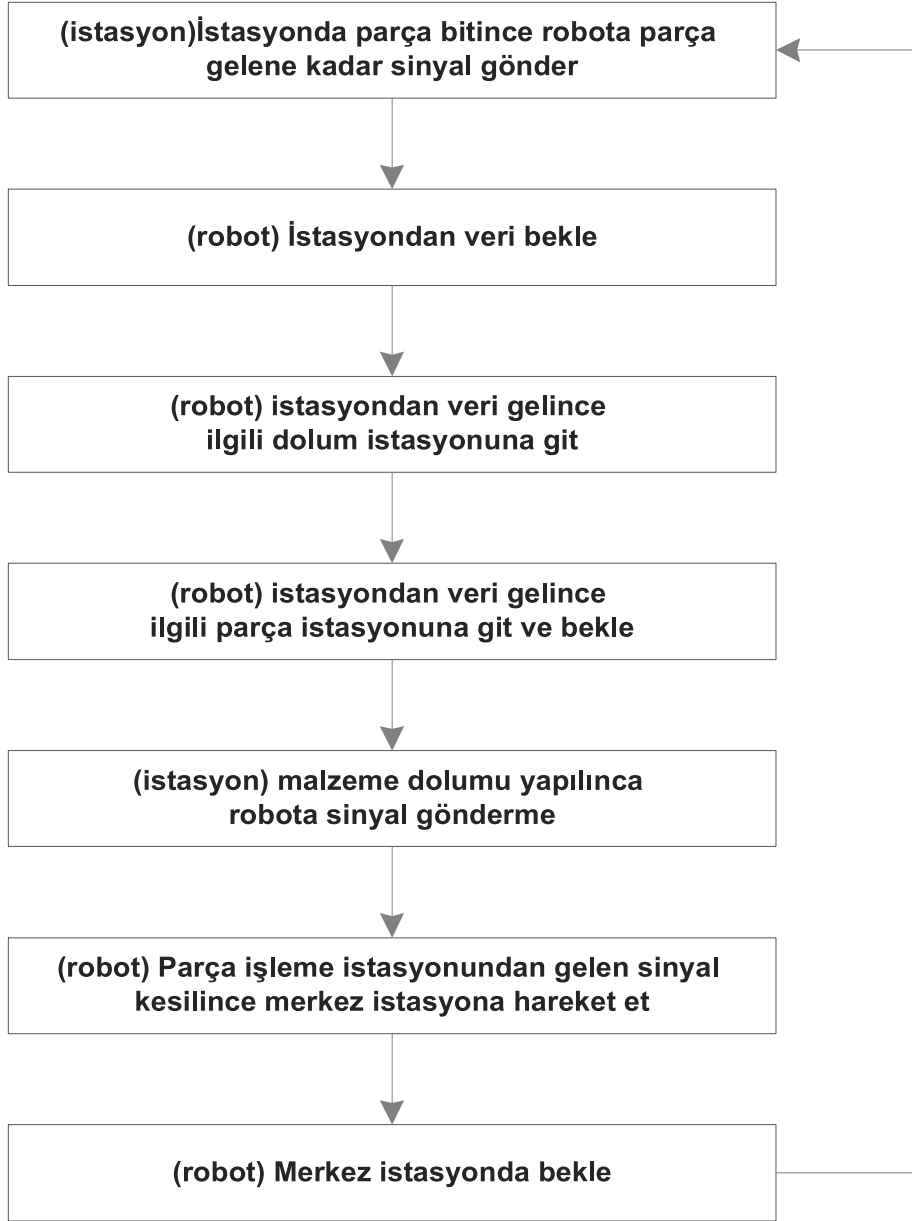 (istasyon)İstasyonda parça bitince robota parça
gelene kadar sinyal gönder
(robot) İstasyondan veri bekle
(robot) istasyondan veri gelince
ilgili dolum istasyonuna git
(robot) istasyondan veri gelince
ilgili parça istasyonuna git ve bekle
(istasyon) malzeme dolumu yapılınca
robota sinyal gönderme
(robot) Parça işleme istasyonundan gelen sinyal
kesilince merkez istasyona hareket et
(robot) Merkez istasyonda bekle